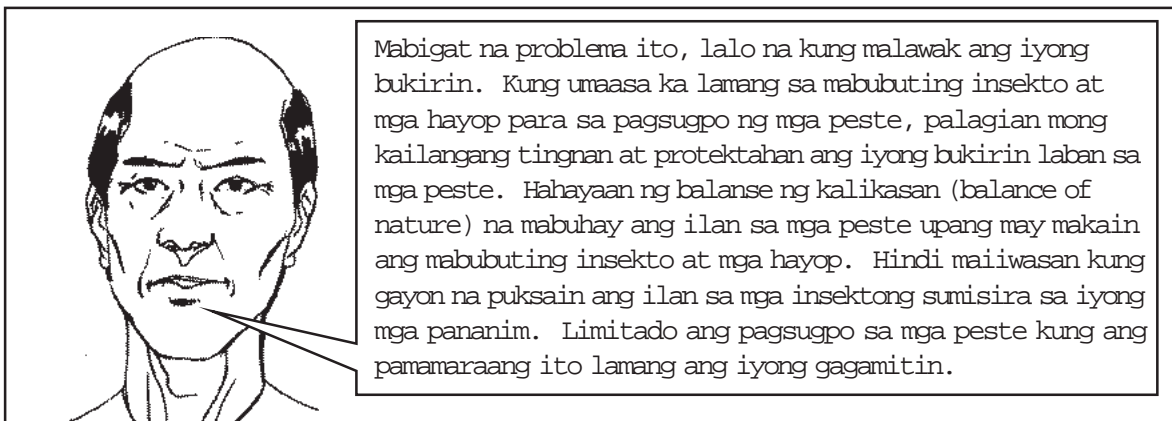 Mabigat na problema ito, lalo na kung malawak ang iyong
bukirin. Kung umaasa ka lamang sa mabubuting insekto at
mga hayop para sa pagsugpo ng mga peste, palagian mong
kailangang tingnan at protektahan ang iyong bukirin laban sa
mga peste. Hahayaan ng balanse ng kalikasan (balance of
nature) na mabuhay ang ilan sa mga peste upang may makain
ang mabubuting insekto at mga hayop. Hindi maiiwasan kung
gayon na puksain ang ilan sa mga insektong sumisira sa iyong
mga pananim. Limitado ang pagsugpo sa mga peste kung ang
pamamaraang ito lamang ang iyong gagamitin.